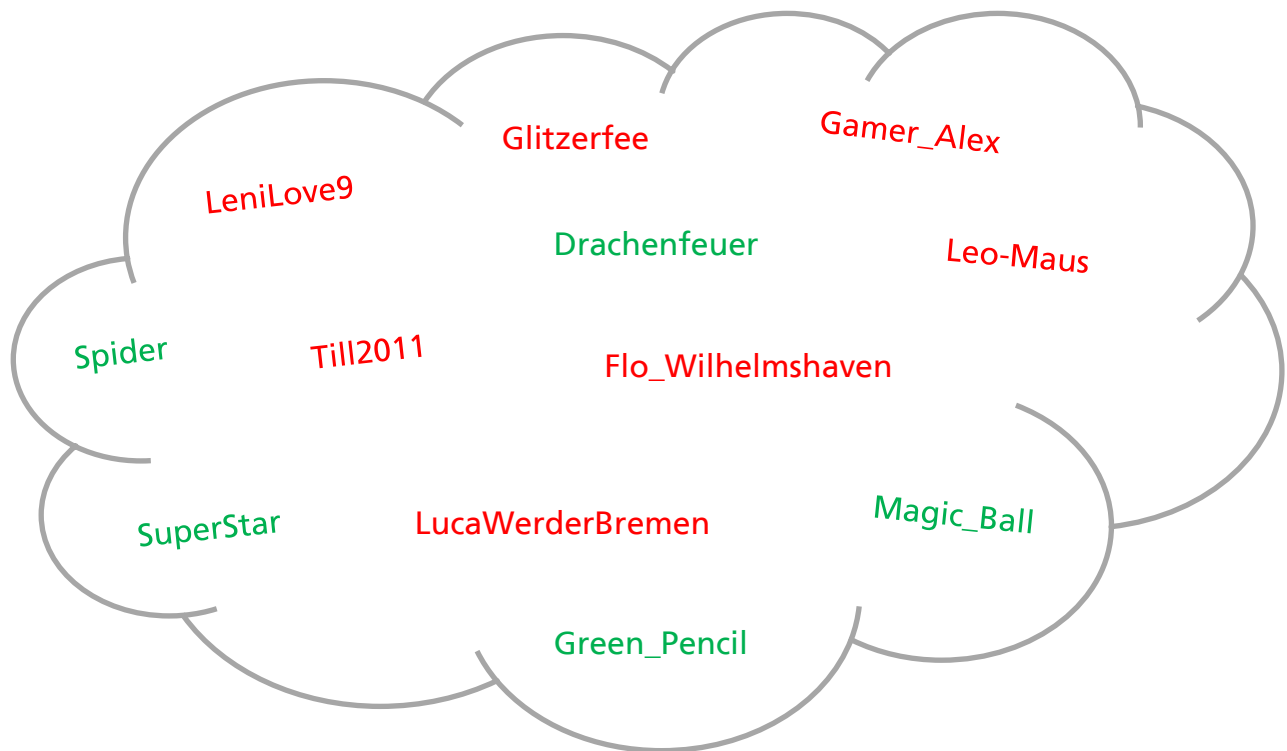 Glitzerfee
Gamer_Alex
LeniLove9
Drachenfeuer
Leo-Maus
Spider
Till2011
Flo_Wilhelmshaven
SuperStar
LucaWerderBremen
Magic_Ball
Green_Pencil